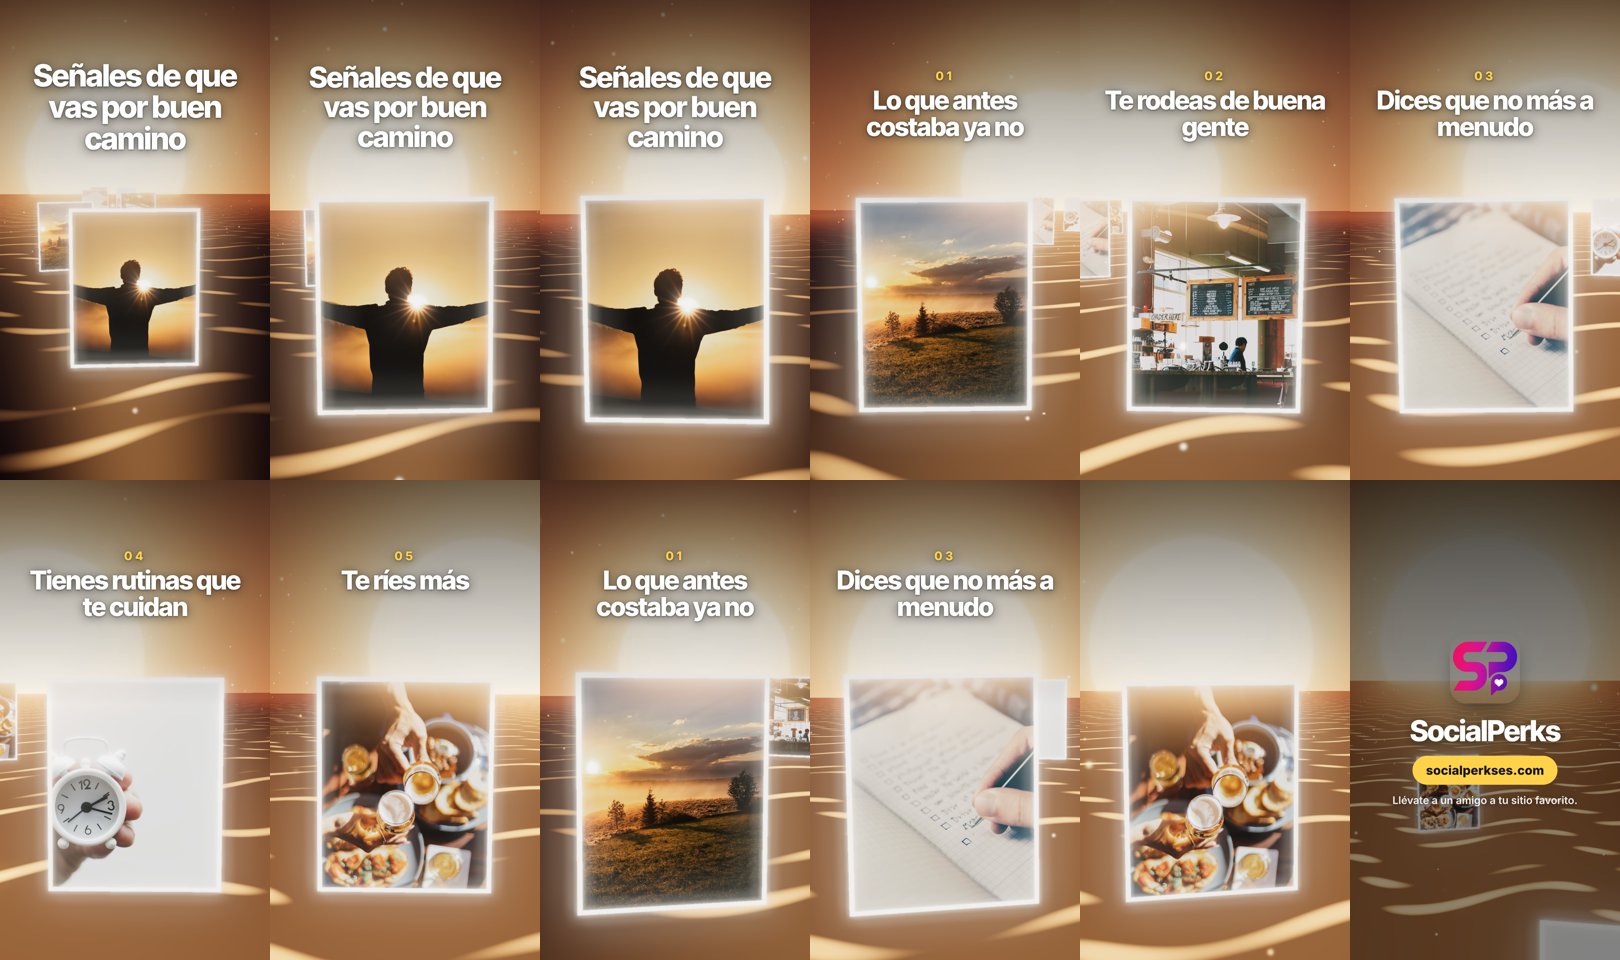 Señales de que
vas por buen
camino
Señales de que
vas por buen
camino
Señales de que
vas por buen
camino
01
Lo que antes
costaba ya no
02
Te rodeas de buena
gente
03
Dices que no más a
menudo
04
Tienes rutinas que
te cuidan
05
Te ríes más
01
Lo que antes
costaba ya no
03
Dices que no más a
menudo
SP
SocialPerks
socialperkses.com
Llévate a un amigo a tu sitio favorito.